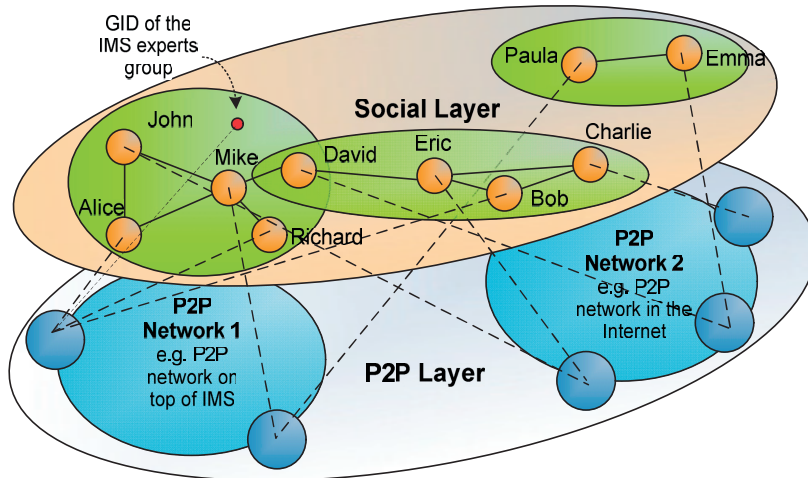 GID of the
IMS experts
group
Paula
Emma
Social Layer
John
Charlie
Eric
David
Mike
Bob
Alice
Richard
P2P
Network 2
e.g. P2P
network in the
Internet
P2P
Network 1
e.g. P2P
network on
top of IMS
P2P Layer